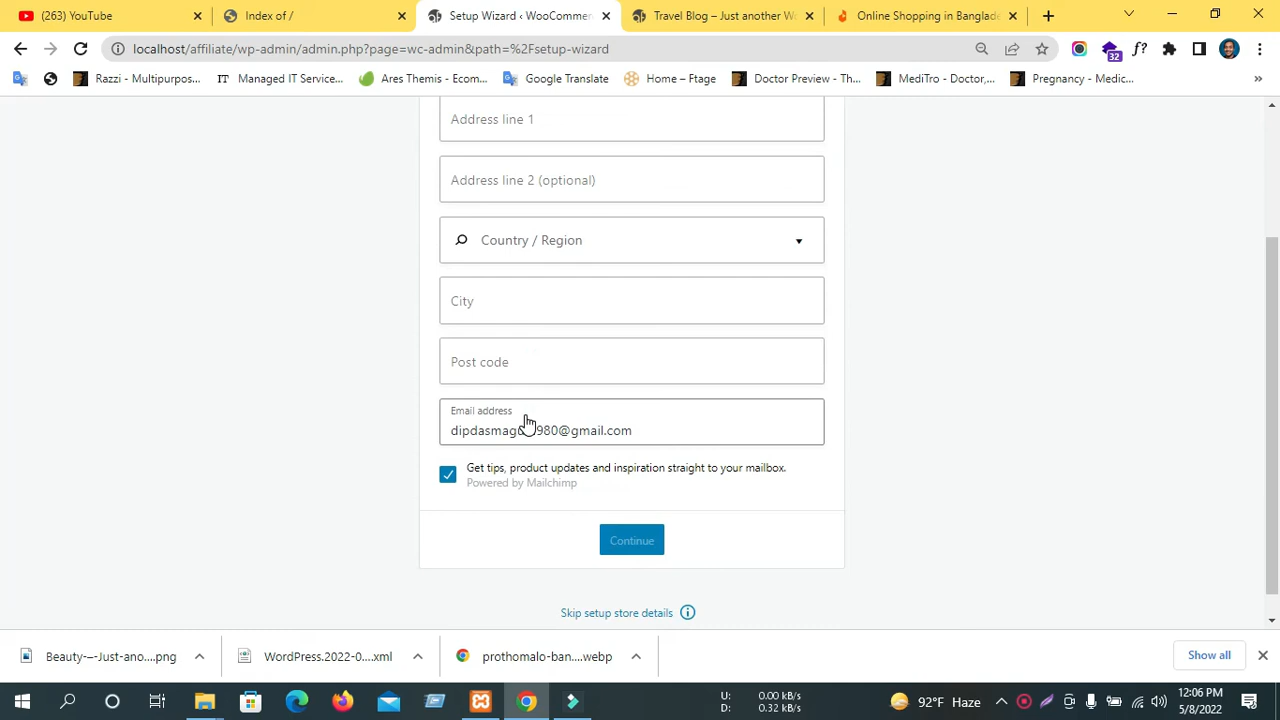 (263) YouTube
Index of /
Setup Wizard ‹ WooCommer
Travel Blog – Just another W
Online Shopping in Banglade
localhost/affiliate/wp-admin/admin.php?page=wc-admin&path=%2Fsetup-wizard
f?
32
Razzi - Multipurpos...
IT Managed IT Service...
Ares Themis - Ecom...
Google Translate
Home – Ftage
Doctor Preview - Th...
MediTro - Doctor,...
Pregnancy - Medic...
»
Address line 1
Address line 2 (optional)
Country / Region
City
Post code
Email address
980@gmail.com
Get tips, product updates and inspiration straight to your mailbox.
Powered by Mailchimp
Continue
Skip setup store details
Beauty-–-Just-ano....png
WordPress.2022-0....xml
prothomalo-ban....webp
Show all
U: 0.00 kB/s
D: 0.32 kB/s
92°F Haze
12:06 PM
5/8/2022